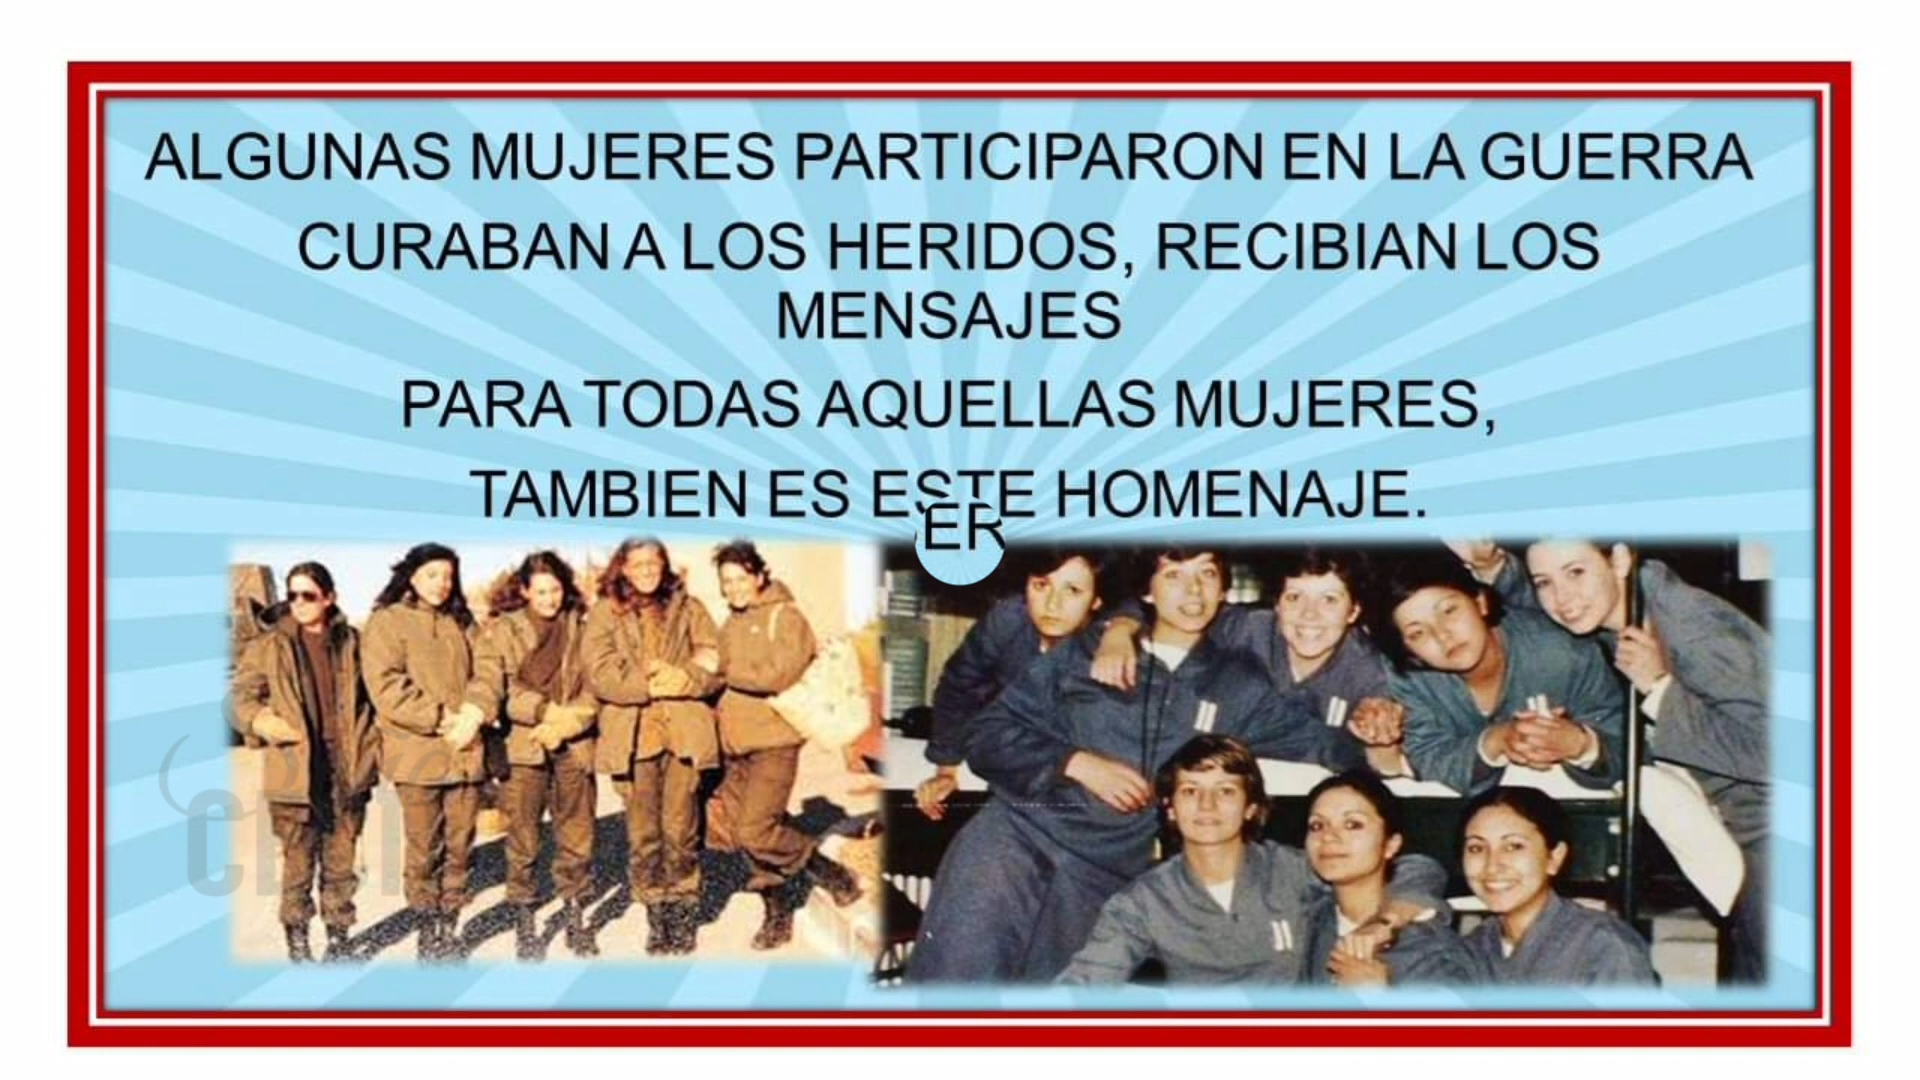 ALGUNAS MUJERES PARTICIPARON EN LA GUERRA
CURABAN A LOS HERIDOS, RECIBIAN LOS
MENSAJES
PARA TODAS AQUELLAS MUJERES,
TAMBIEN ES ESTE HOMENAJE.
ER